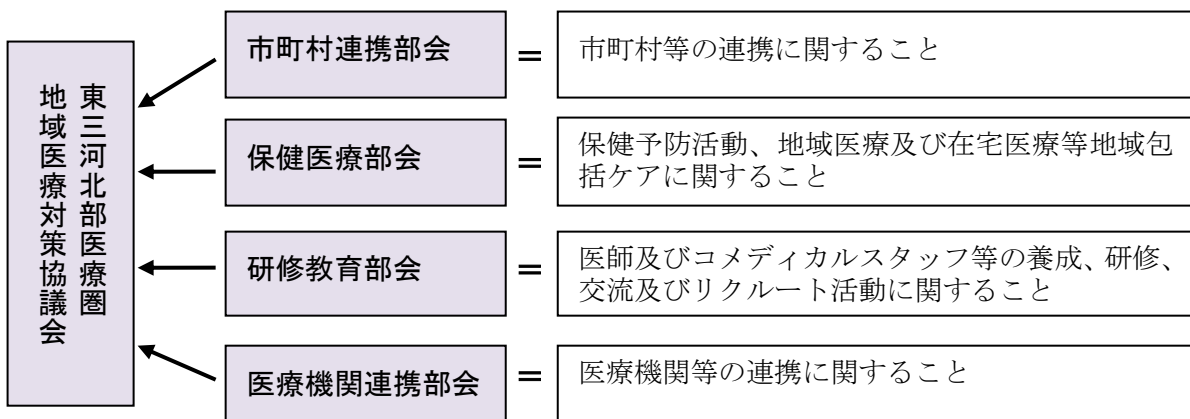 東三河北部医療圏
地域医療対策協議会
市町村連携部会
=
市町村等の連携に関すること
保健医療部会
=
保健予防活動、地域医療及び在宅医療等地域包
括ケアに関すること
研修教育部会
=
医師及びコメディカルスタッフ等の養成、研修、
交流及びリクルート活動に関すること
医療機関連携部会
=
医療機関等の連携に関すること